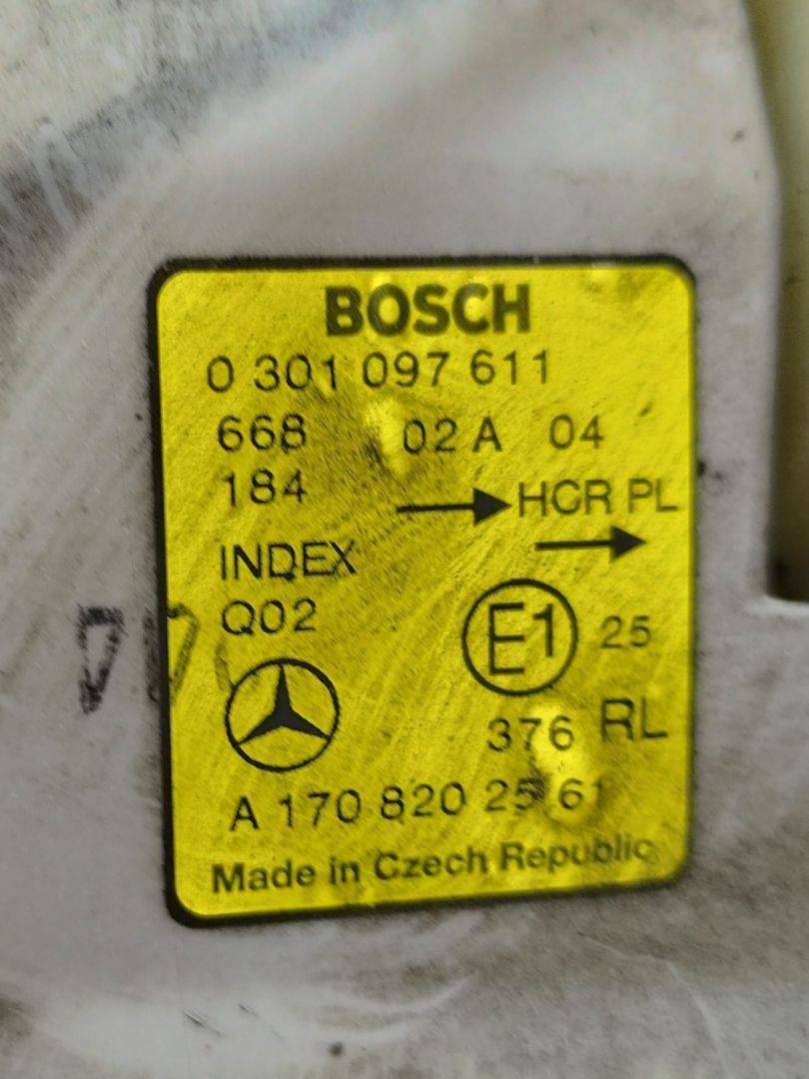 BOSCH
0 301 097 611
668 02 A 04
184 HCR PL
INDEX
Q02 E1 25
376 RL
A 170 820 25 61
Made in Czech Republic